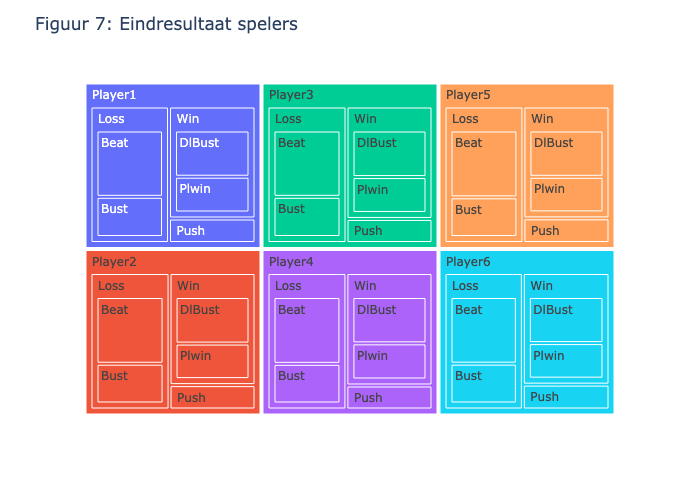 Figuur 7: Eindresultaat spelers
Player1
Loss
Win
Beat
DlBust
Plwin
Bust
Push
Player3
Loss
Win
Beat
DlBust
Plwin
Bust
Push
Player5
Loss
Win
Beat
DlBust
Plwin
Bust
Push
Player2
Loss
Win
Beat
DlBust
Plwin
Bust
Push
Player4
Loss
Win
Beat
DlBust
Plwin
Bust
Push
Player6
Loss
Win
Beat
DlBust
Plwin
Bust
Push